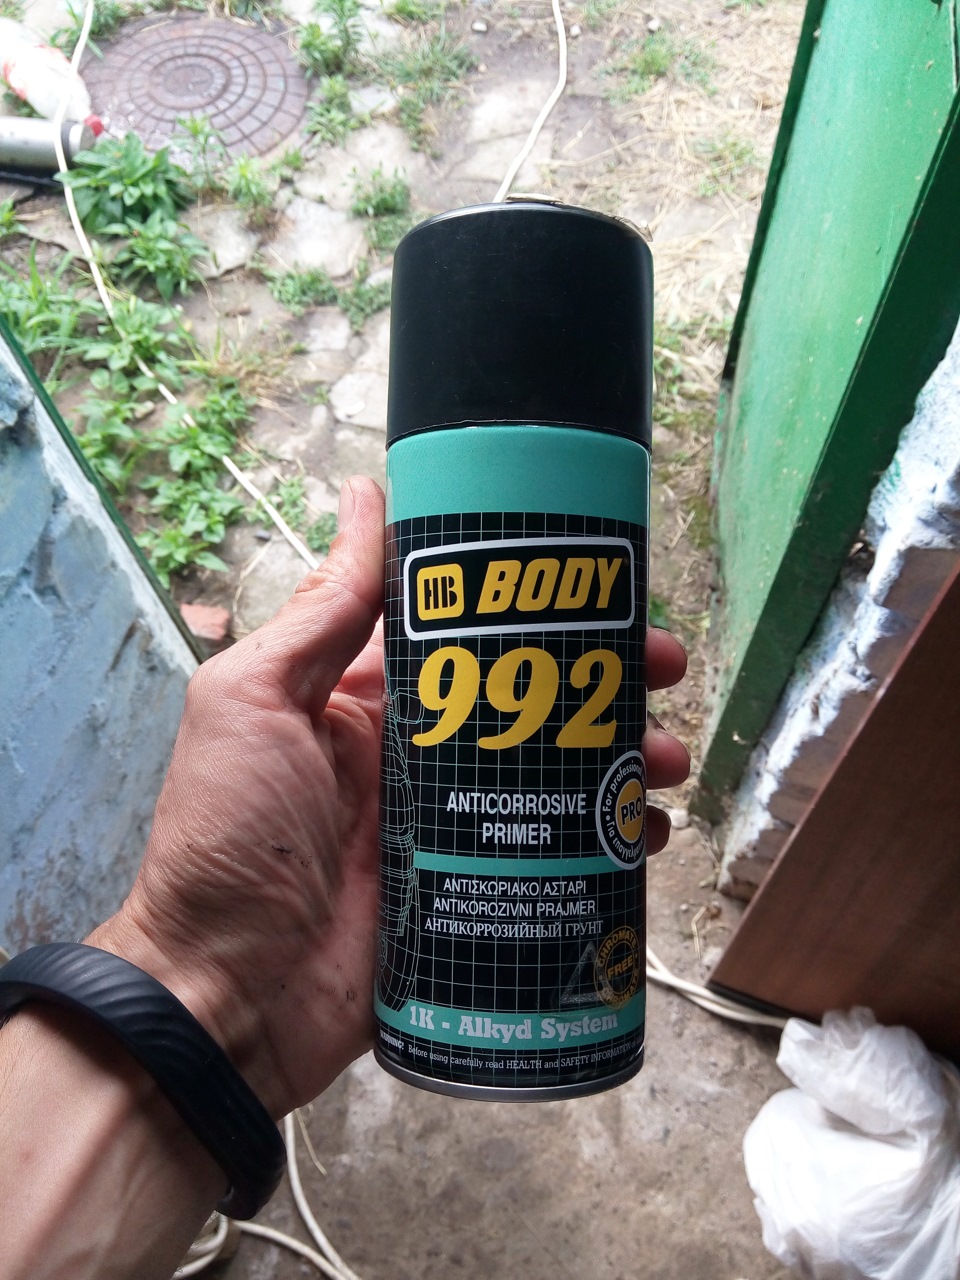 HB BODY
992
For professional
PRO
ANTICORROSIVE
PRIMER
ΑΝΤΙΣΚΩΡΙΑΚΟ ΑΣΤΑΡΙ
ANTIKOROZIVNI PRAJMER
АНТИКОРРОЗИЙНЫЙ ГРУНТ
CHROMATE
FREE
1K - Alkyd System
WARNING! Before using carefully read HEALTH and SAFETY INFORMATION